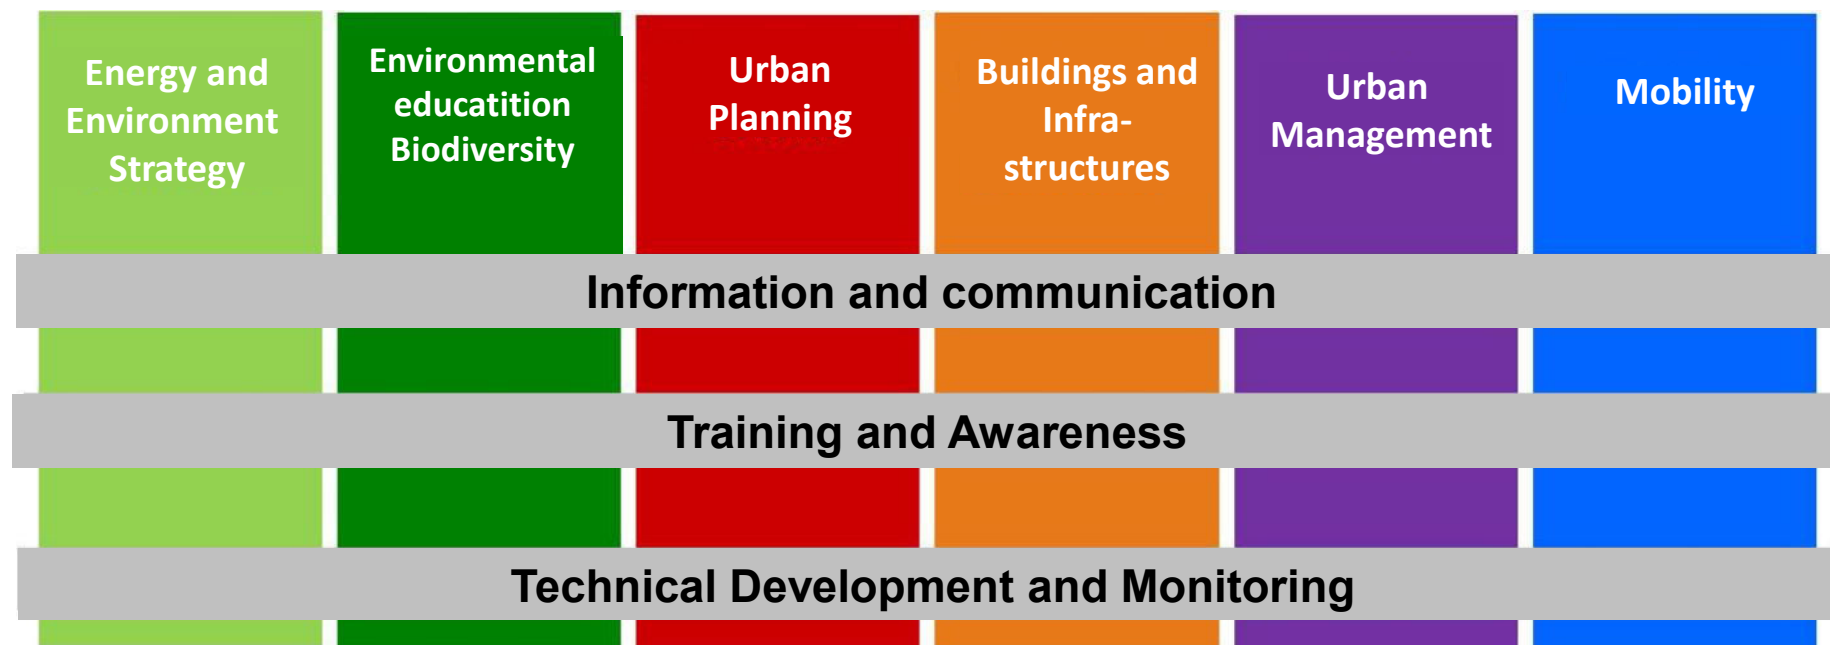 Energy and
Environment
Strategy
Environmental
educatition
Biodiversity
Urban
Planning
Buildings and
Infra-
structures
Urban
Management
Mobility
Information and communication
Training and Awareness
Technical Development and Monitoring